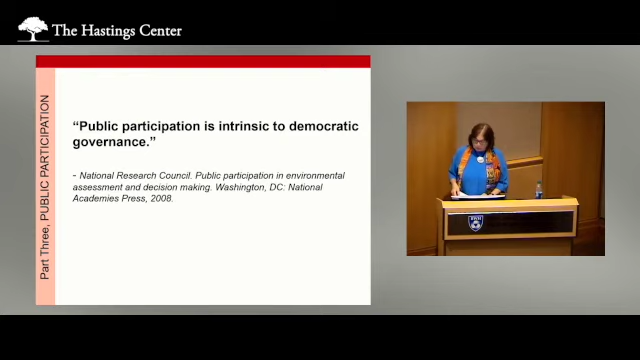 The Hastings Center
Part Three, PUBLIC PARTICIPATION
“Public participation is intrinsic to democratic
governance.”
- National Research Council. Public participation in environmental
assessment and decision making. Washington, DC: National
Academies Press, 2008.